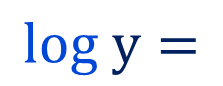 log y =